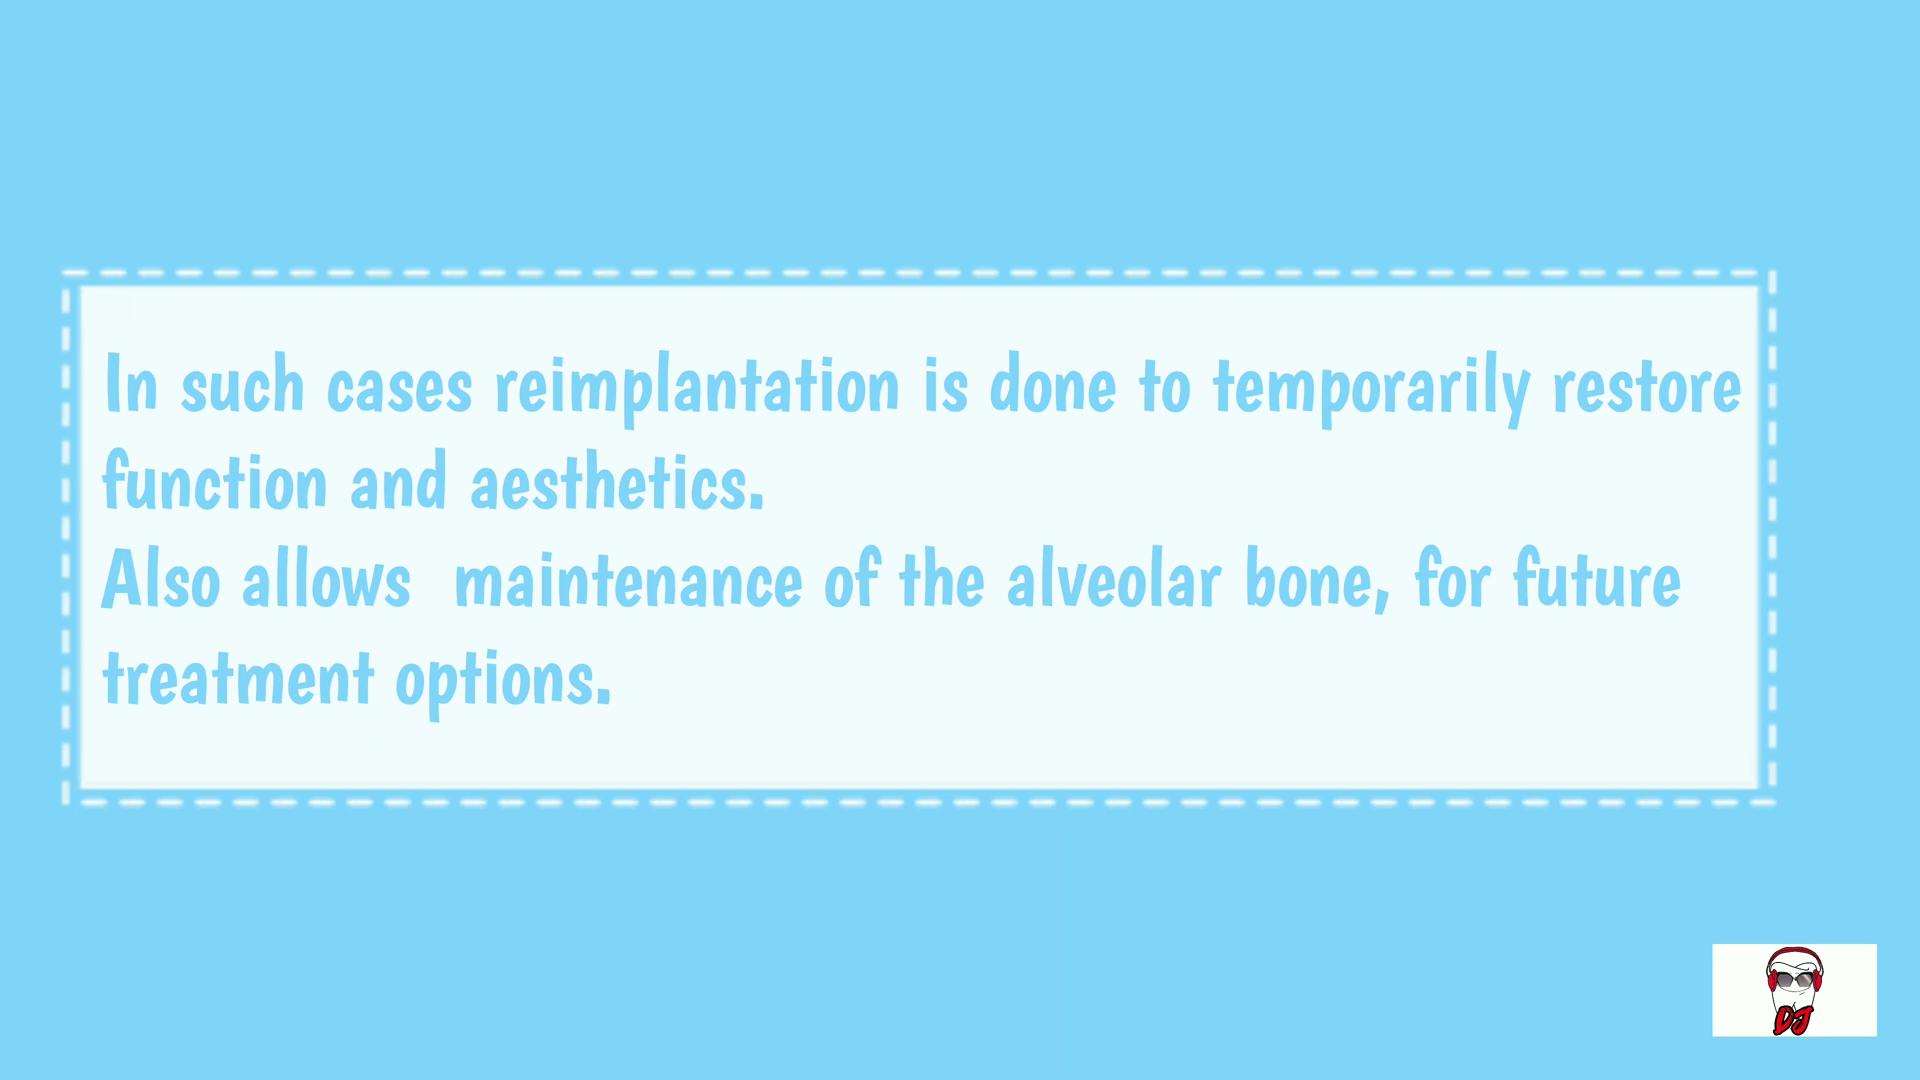 In such cases reimplantation is done to temporarily restore
function and aesthetics.
Also allows  maintenance of the alveolar bone, for future
treatment options.
DJ